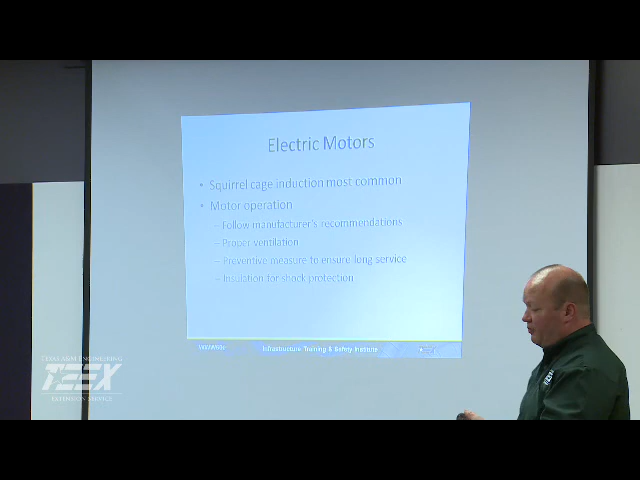 Electric Motors
• Squirrel cage induction most common
• Motor operation
– Follow manufacturer's recommendations
– Proper ventilation
– Preventive measure to ensure long service
– Insulation for shock protection
Infrastructure Training & Safety Institute
TEXAS A&M ENGINEERING
TEEX
EXTENSION SERVICE